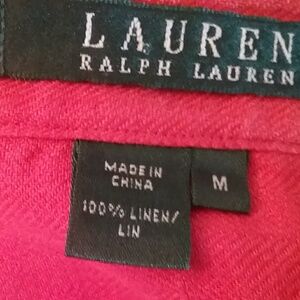 LAUREN
RALPH LAUREN
MADE IN
CHINA
100% LINEN/
LIN
M